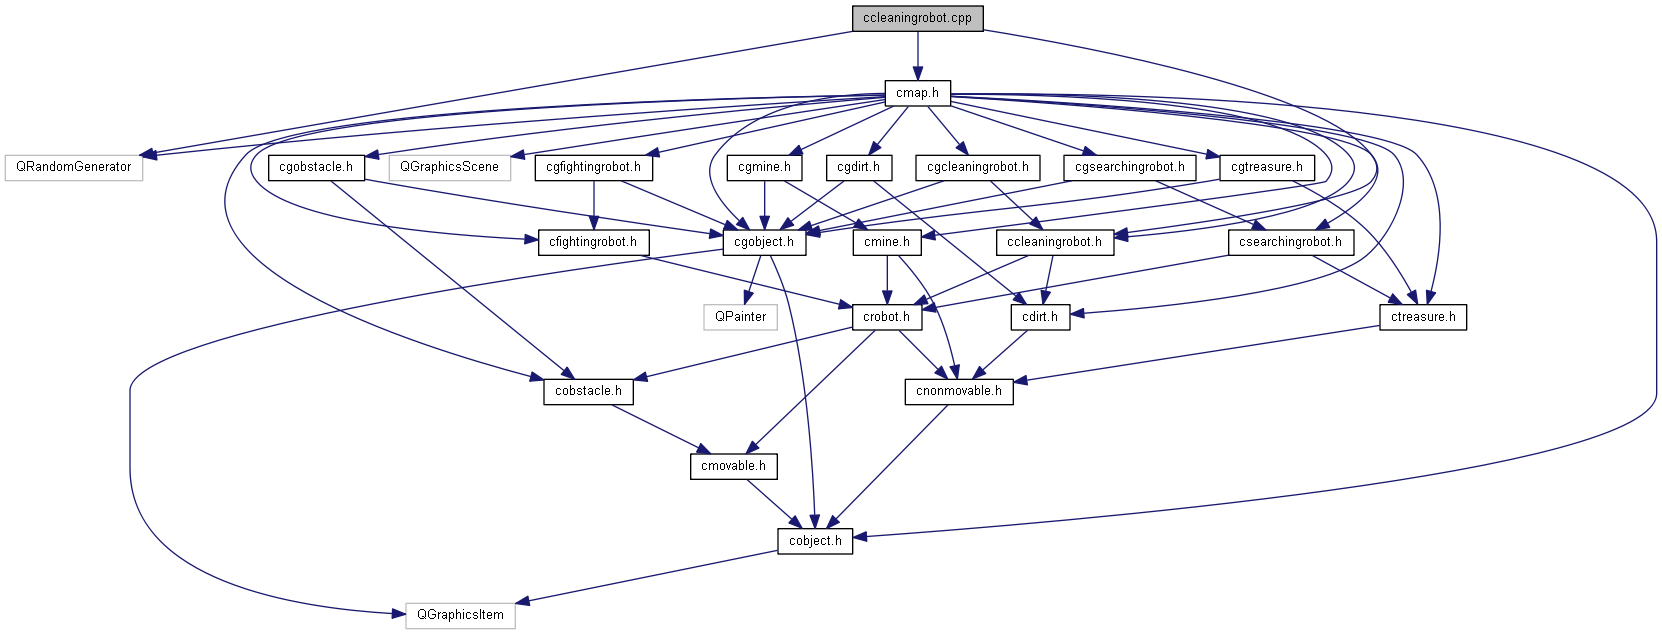 ccleaningrobot.cpp
cmap.h
QRandomGenerator
cgobstacle.h
QGraphicsScene
cgfightingrobot.h
cgmine.h
cgdirt.h
cgcleaningrobot.h
cgsearchingrobot.h
cgtreasure.h
cfightingrobot.h
cgobject.h
cmine.h
ccleaningrobot.h
csearchingrobot.h
QPainter
crobot.h
cdirt.h
ctreasure.h
cobstacle.h
cnonmovable.h
cmovable.h
cobject.h
QGraphicsItem